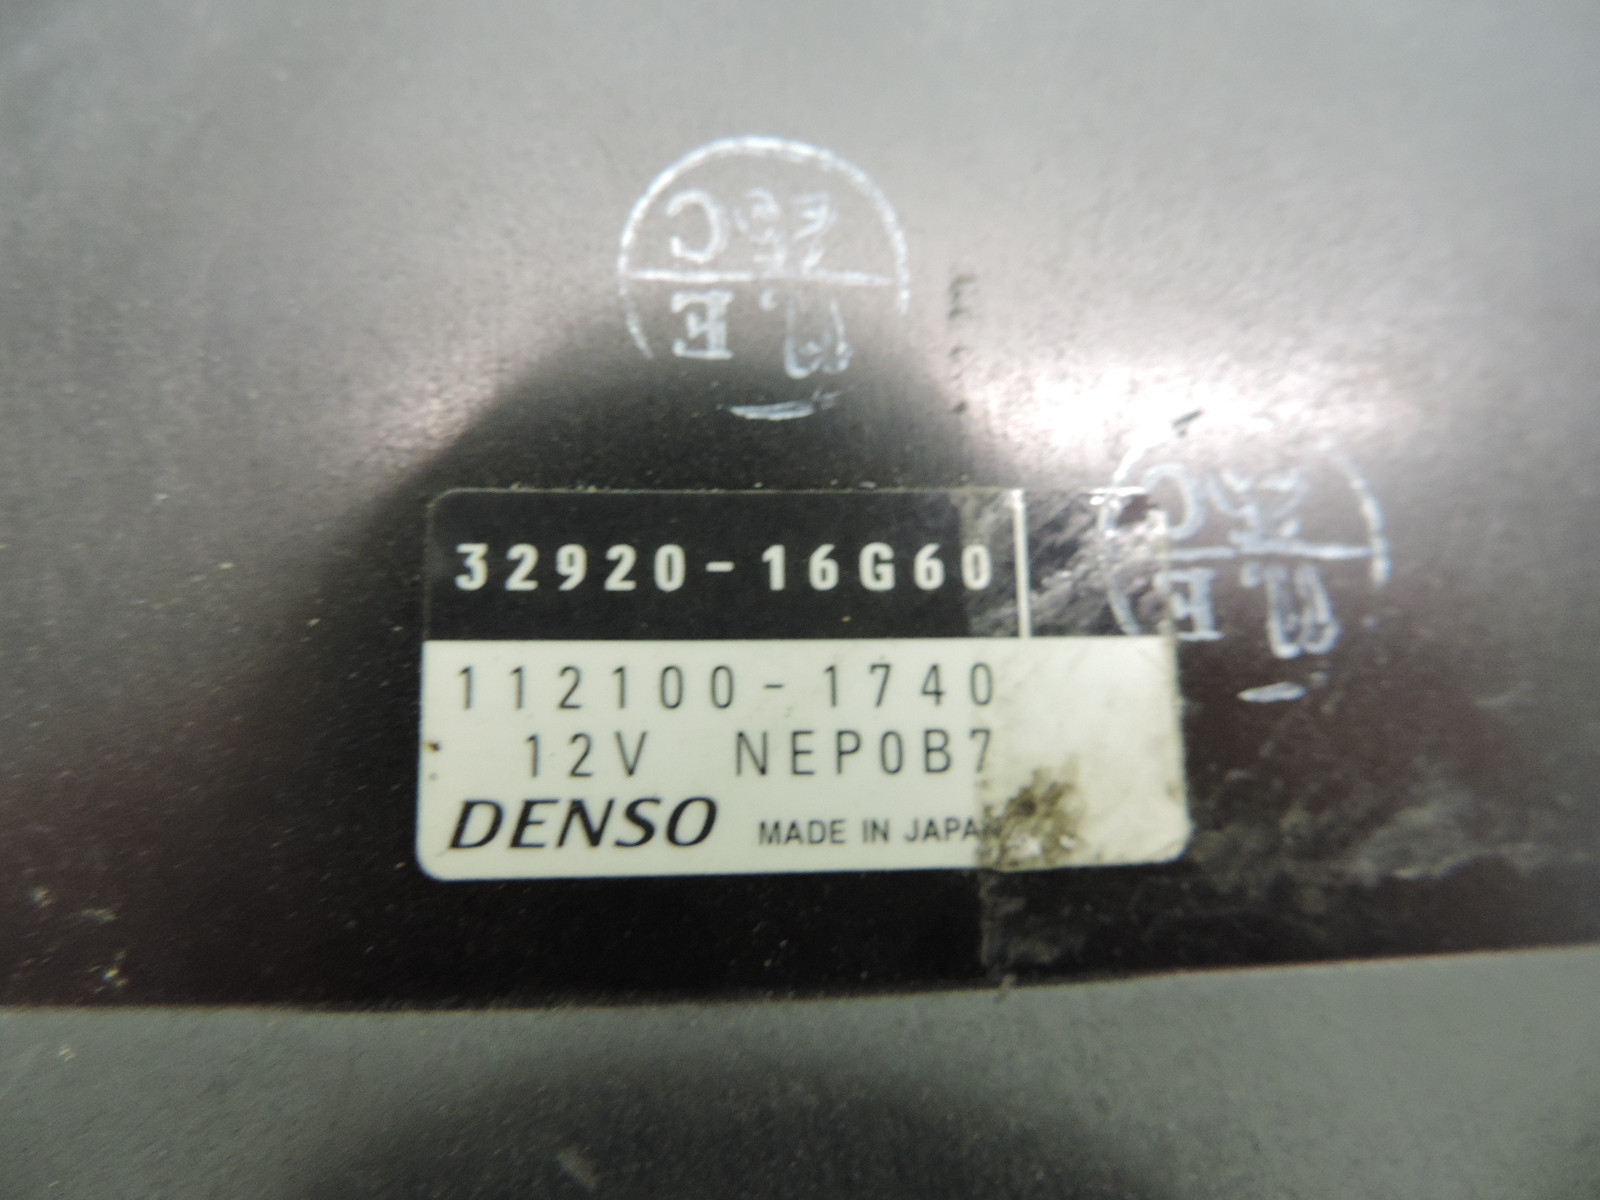 32920-16G60
112100-1740
12V NEP0B7
DENSO MADE IN JAPAN